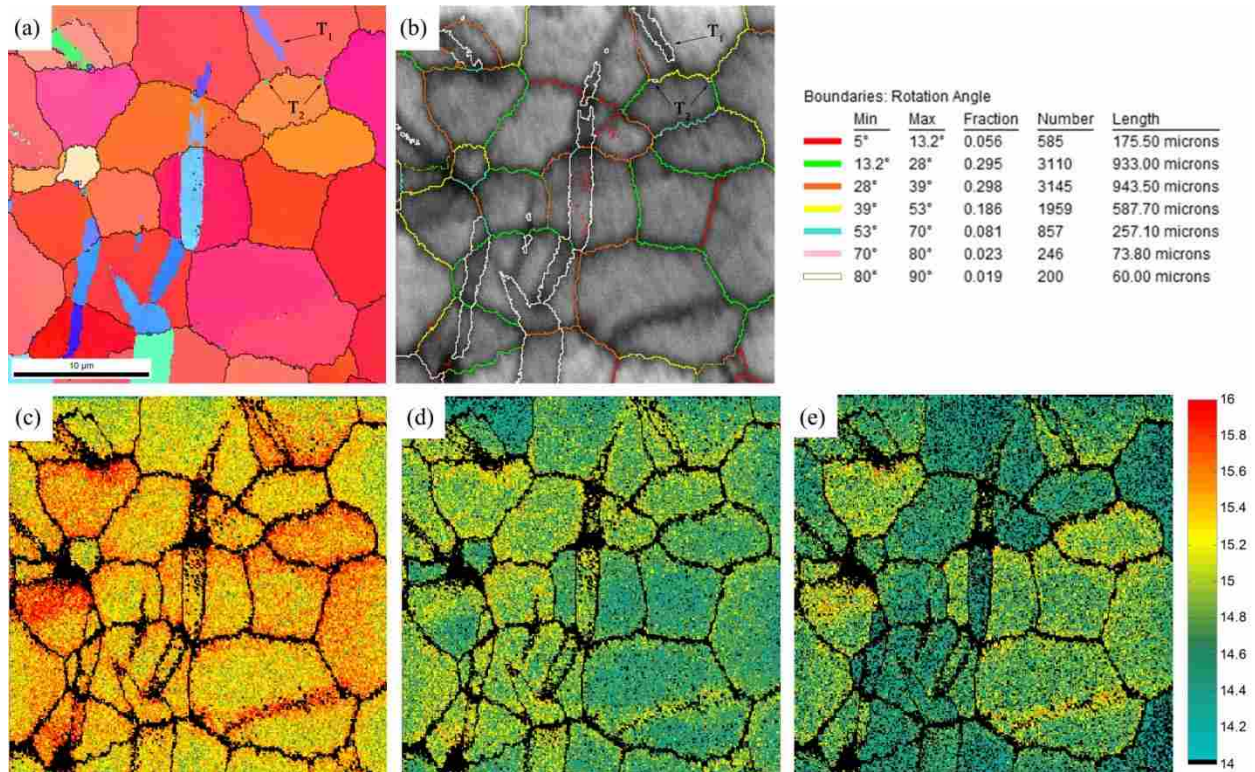 (a)
T1
T2
10 µm
(b)
T1
T2
Boundaries: Rotation Angle
Min Max Fraction Number Length
5° 13.2° 0.056 585 175.50 microns
13.2° 28° 0.295 3110 933.00 microns
28° 39° 0.298 3145 943.50 microns
39° 53° 0.186 1959 587.70 microns
53° 70° 0.081 857 257.10 microns
70° 80° 0.023 246 73.80 microns
80° 90° 0.019 200 60.00 microns
(c)
(d)
(e)
16
15.8
15.6
15.4
15.2
15
14.8
14.6
14.4
14.2
14